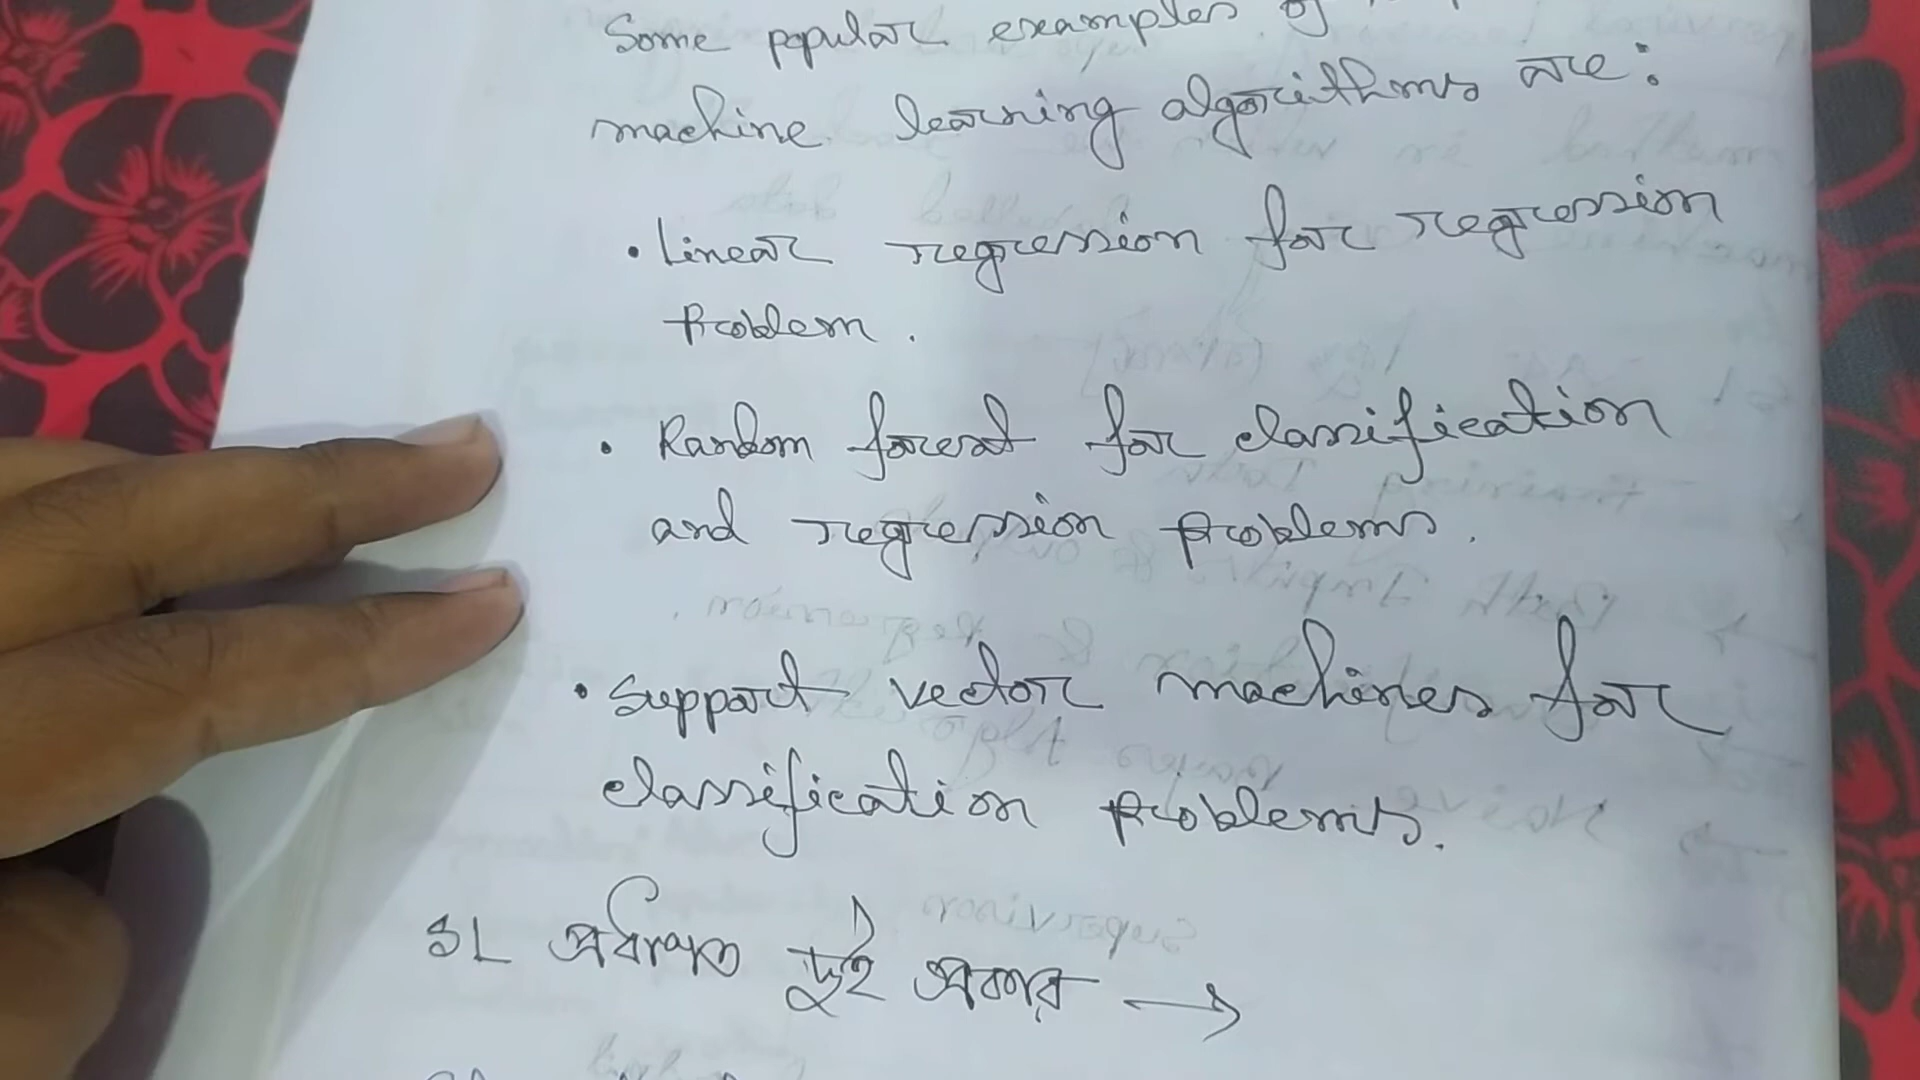 Some popular examples of
machine learning algorithms are:
• Linear regression for regression
problem.
• Random forest for classification
and regression problems.
• Support vector machines for
classification problems.
SL প্রধানত দুই প্রকার →